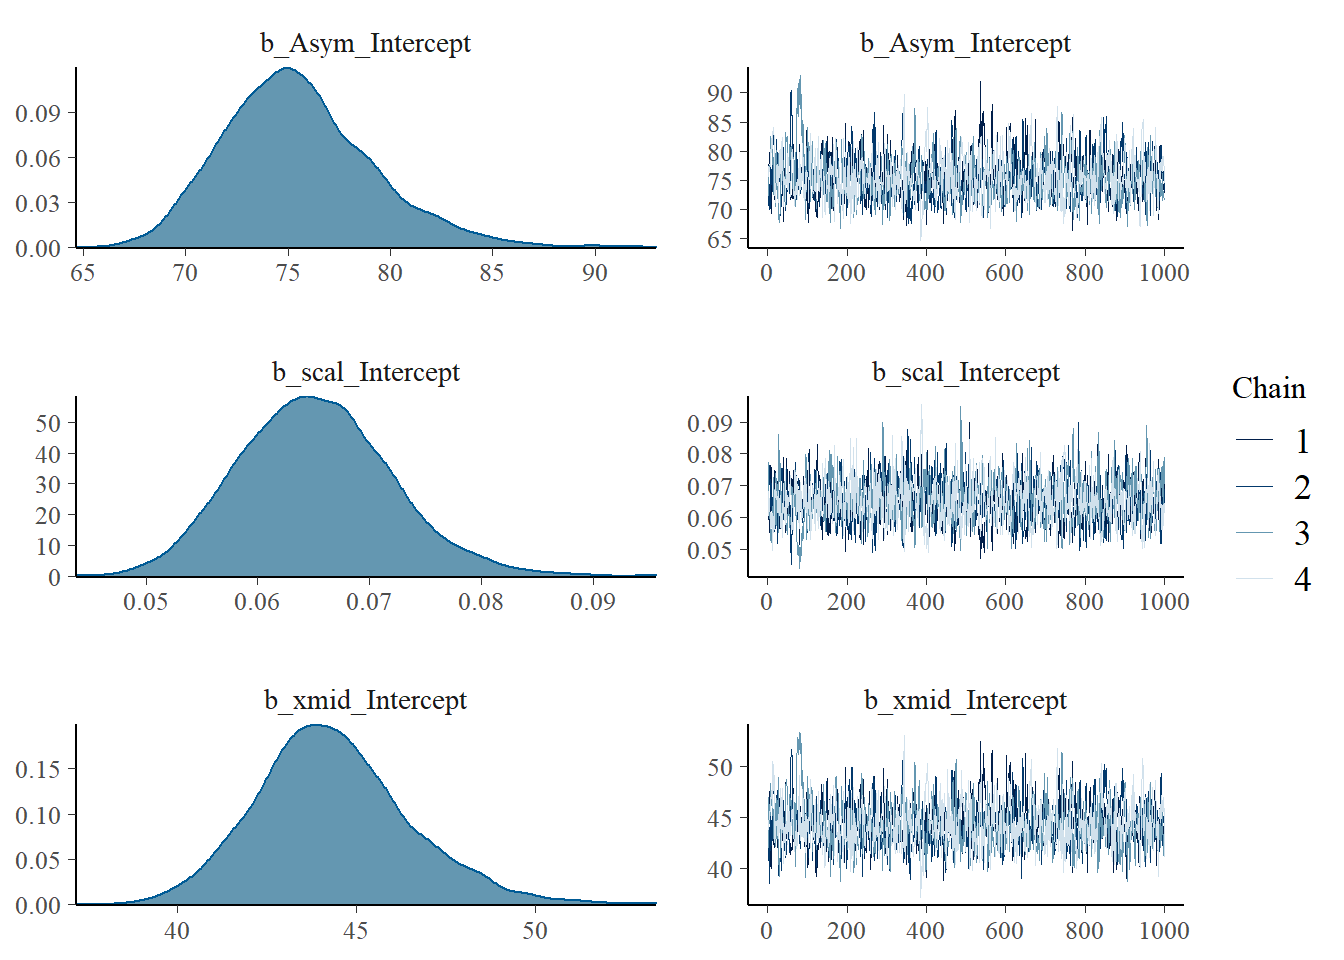 b_Asym_Intercept
0.09
0.06
0.03
0.00
65 70 75 80 85 90
b_Asym_Intercept
90
85
80
75
70
65
0 200 400 600 800 1000
b_scal_Intercept
50
40
30
20
10
0
0.05 0.06 0.07 0.08 0.09
b_scal_Intercept
0.09
0.08
0.07
0.06
0.05
0 200 400 600 800 1000
b_xmid_Intercept
0.15
0.10
0.05
0.00
40 45 50
b_xmid_Intercept
50
45
40
0 200 400 600 800 1000
Chain
1
2
3
4